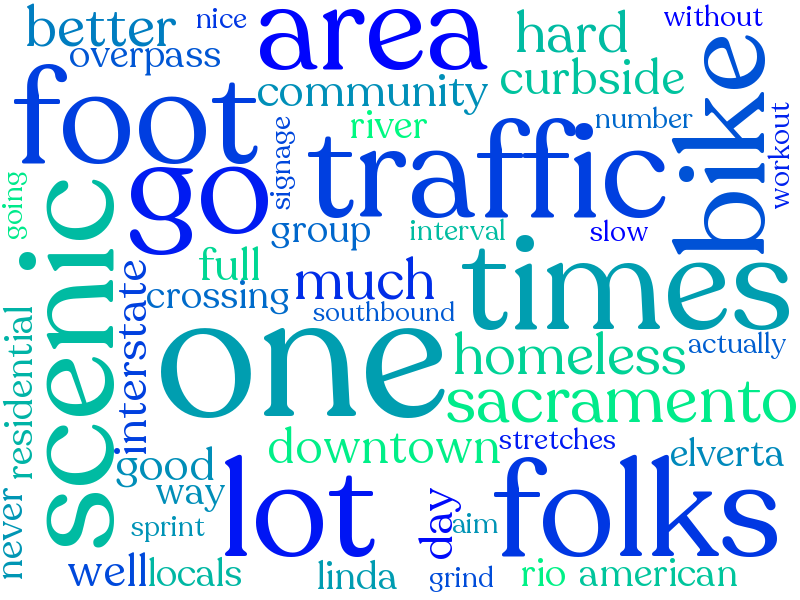 better
nice
area
hard
without
overpass
curbside
bike
foot
community
river
number
workout
signage
traffic
going
go
group
interval
slow
scenic
full
much
times
interstate
crossing
southbound
residential
one
homeless
actually
sacramento
downtown
stretches
elverta
good
way
lot
folks
never
sprint
day
aim
well
locals
linda
grind
rio
american